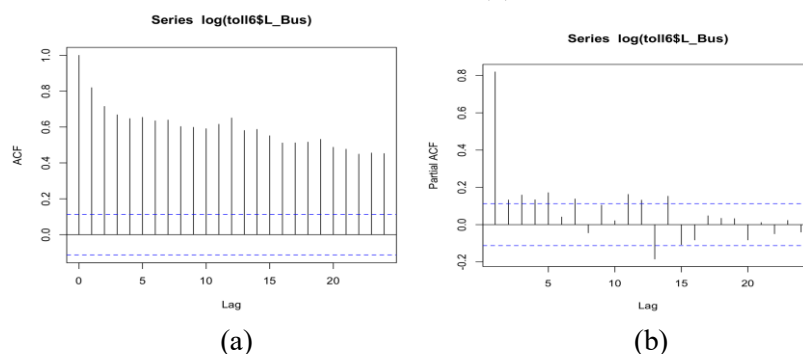 Series log(toll6$L_Bus)
ACF
1.0
0.8
0.6
0.4
0.2
0.0
0 5 10 15 20
Lag
(a)
Series log(toll6$L_Bus)
Partial ACF
0.8
0.6
0.4
0.2
0.0
-0.2
5 10 15 20
Lag
(b)